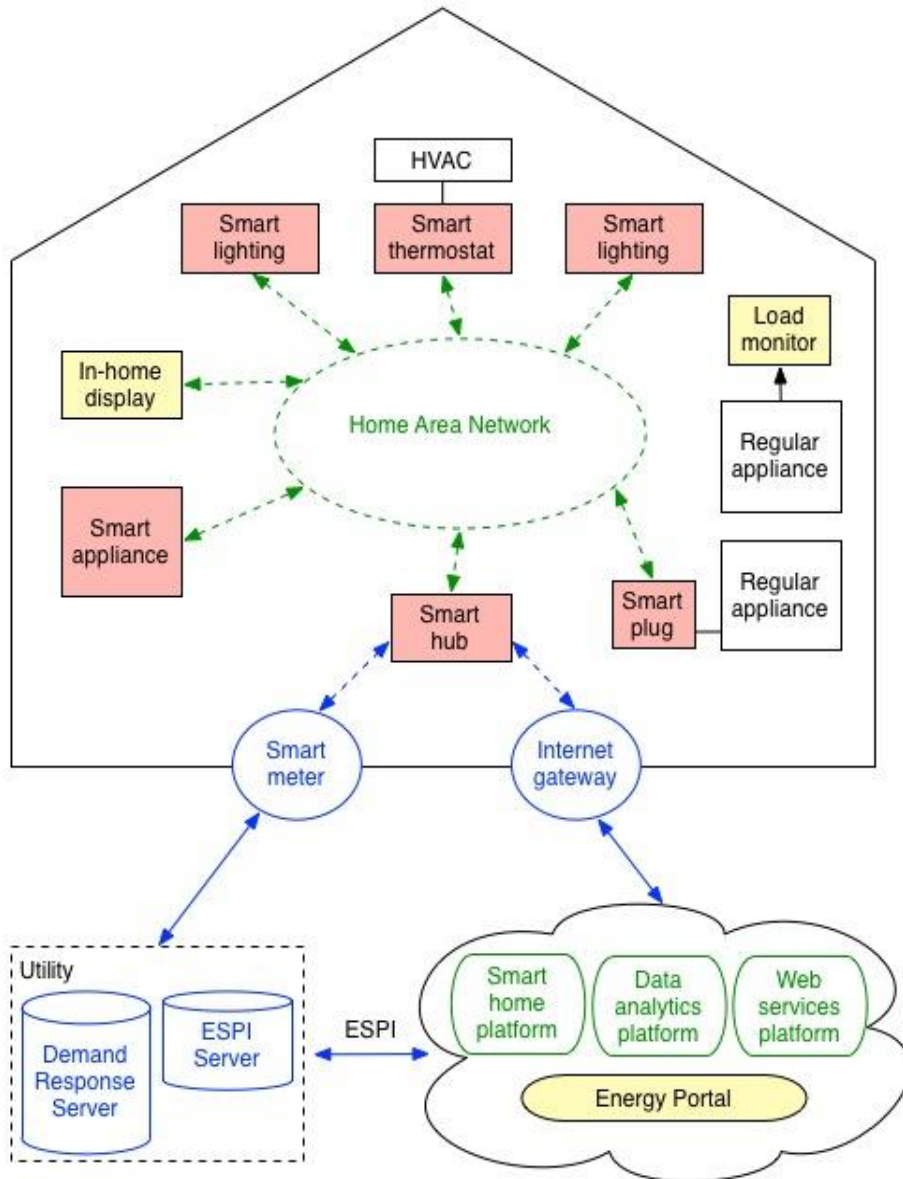 HVAC
Smart
lighting
Smart
thermostat
Smart
lighting
Load
monitor
In-home
display
Home Area Network
Regular
appliance
Smart
appliance
Smart
hub
Smart
plug
Regular
appliance
Smart
meter
Internet
gateway
Utility
Demand
Response
Server
ESPI
Server
ESPI
Smart
home
platform
Data
analytics
platform
Web
services
platform
Energy Portal